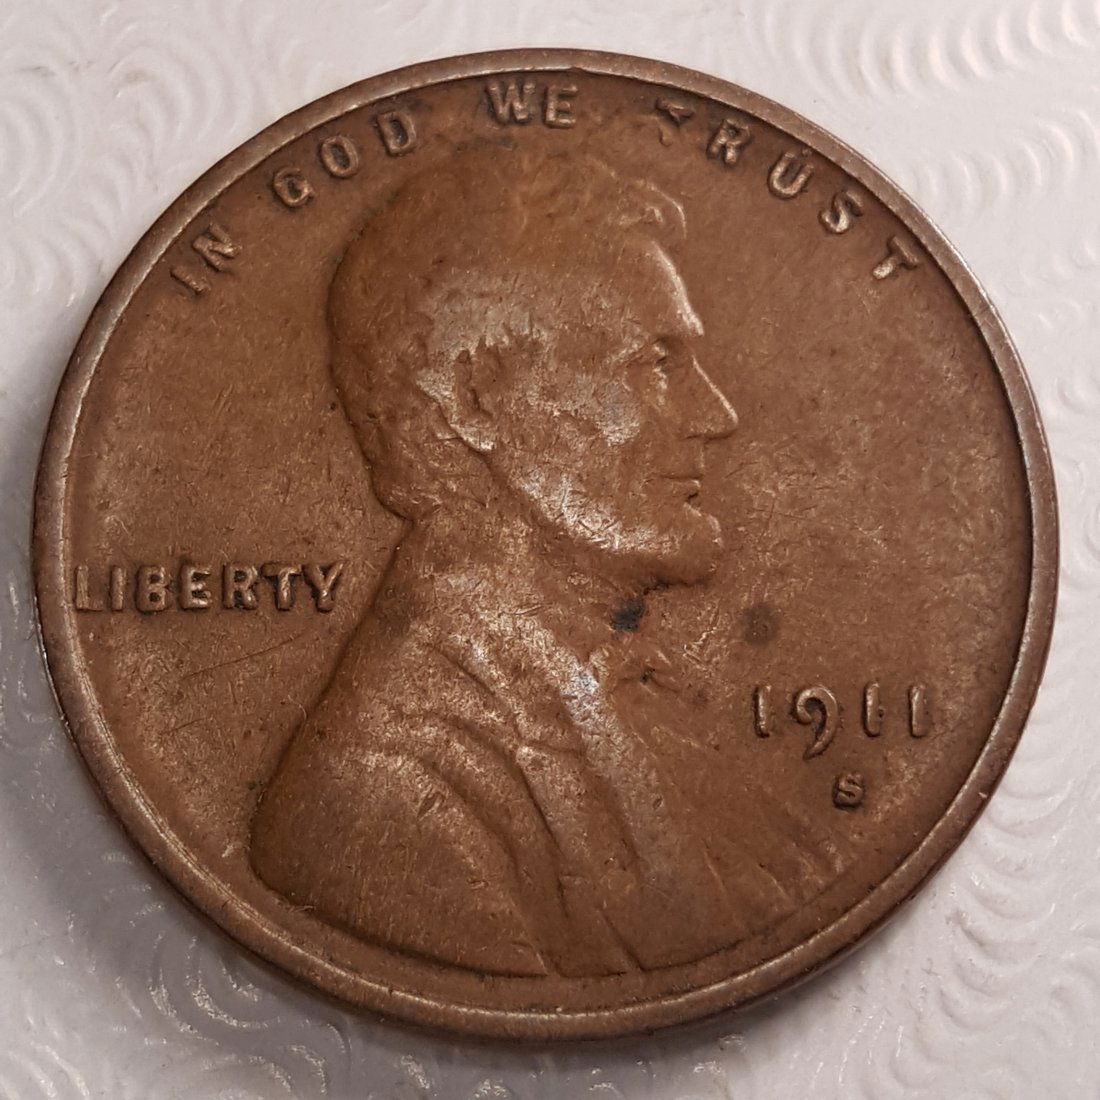 IN GOD WE TRUST
LIBERTY
1911
S